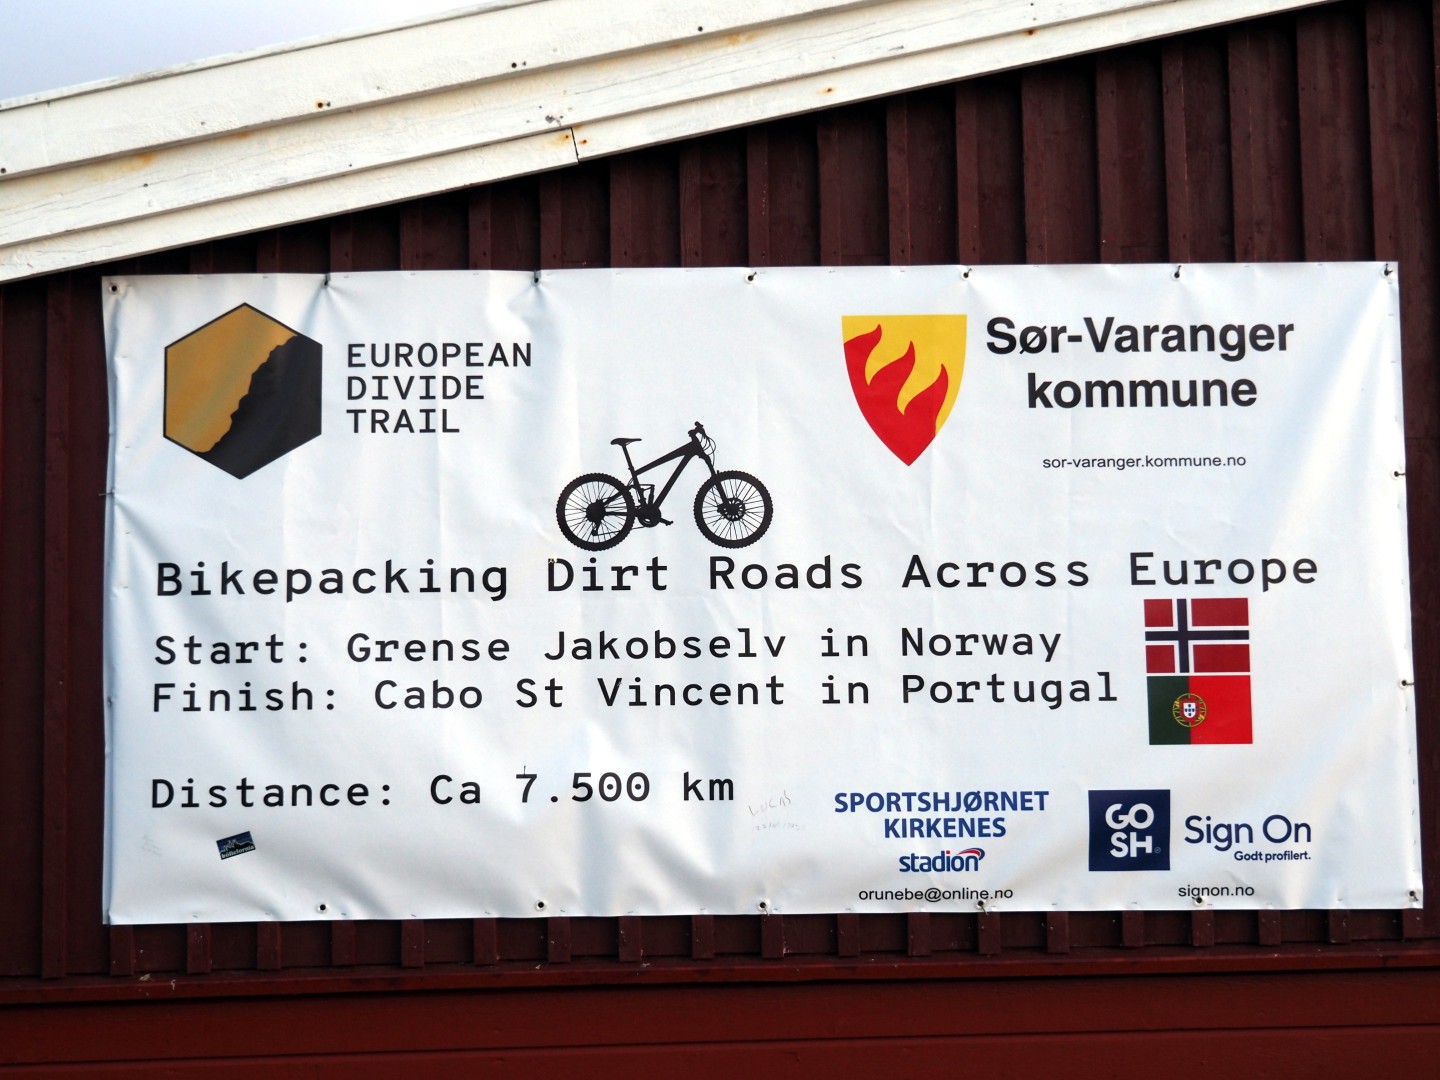 EUROPEAN
DIVIDE
TRAIL
Sør-Varanger
kommune
sor-varanger.kommune.no
Bikepacking Dirt Roads Across Europe
Start: Grense Jakobselv in Norway
Finish: Cabo St Vincent in Portugal
Distance: Ca 7.500 km
LUCAS
SPORTSHJØRNET
KIRKENES
stadion
orunebe@online.no
GO
SH
Sign On
Godt profilert.
signon.no